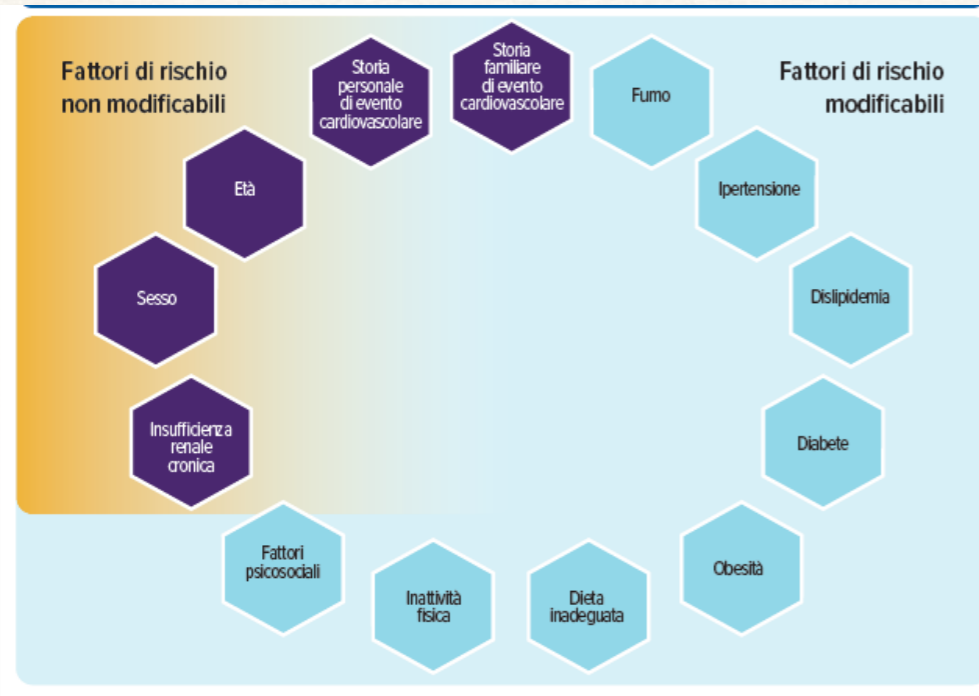 Fattori di rischio
non modificabili
Storia
personale
di evento
cardiovascolare
Storia
familiare
di evento
cardiovascolare
Fumo
Fattori di rischio
modificabili
Età
Ipertensione
Sesso
Dislipidemia
Insufficienza
renale
cronica
Diabete
Fattori
psicosociali
Inattività
fisica
Dieta
inadeguata
Obesità